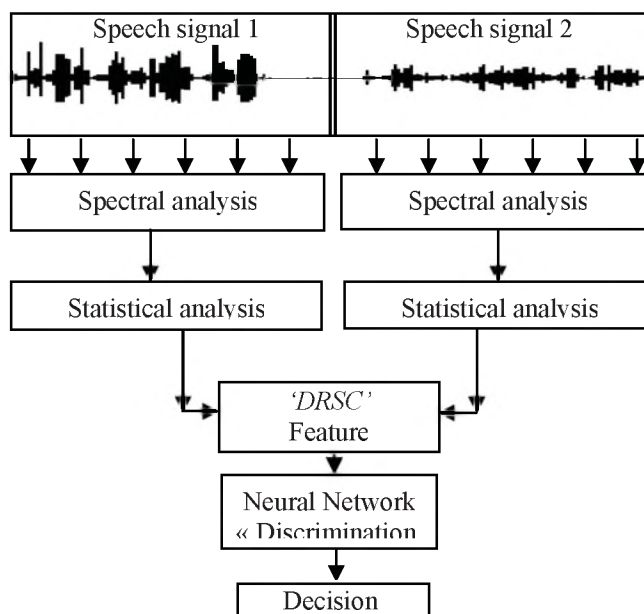 Speech signal 1 Speech signal 2
Spectral analysis Spectral analysis
Statistical analysis Statistical analysis
‘DRSC’
Feature
Neural Network
« Discrimination
Decision